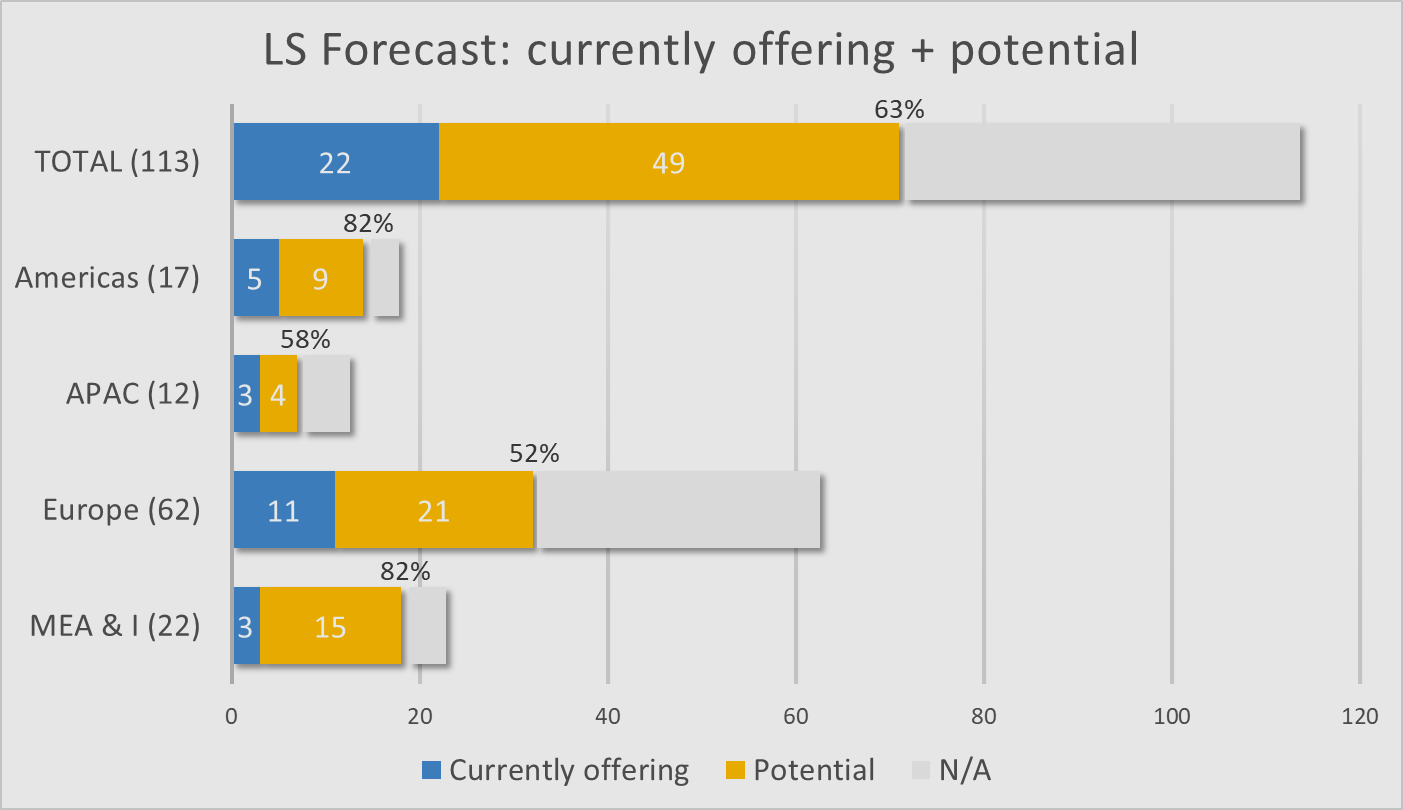 LS Forecast: currently offering + potential
63%
TOTAL (113) 22 49
82%
Americas (17) 5 9
58%
APAC (12) 3 4
52%
Europe (62) 11 21
82%
MEA & I (22) 3 15
0 20 40 60 80 100 120
Currently offering Potential N/A